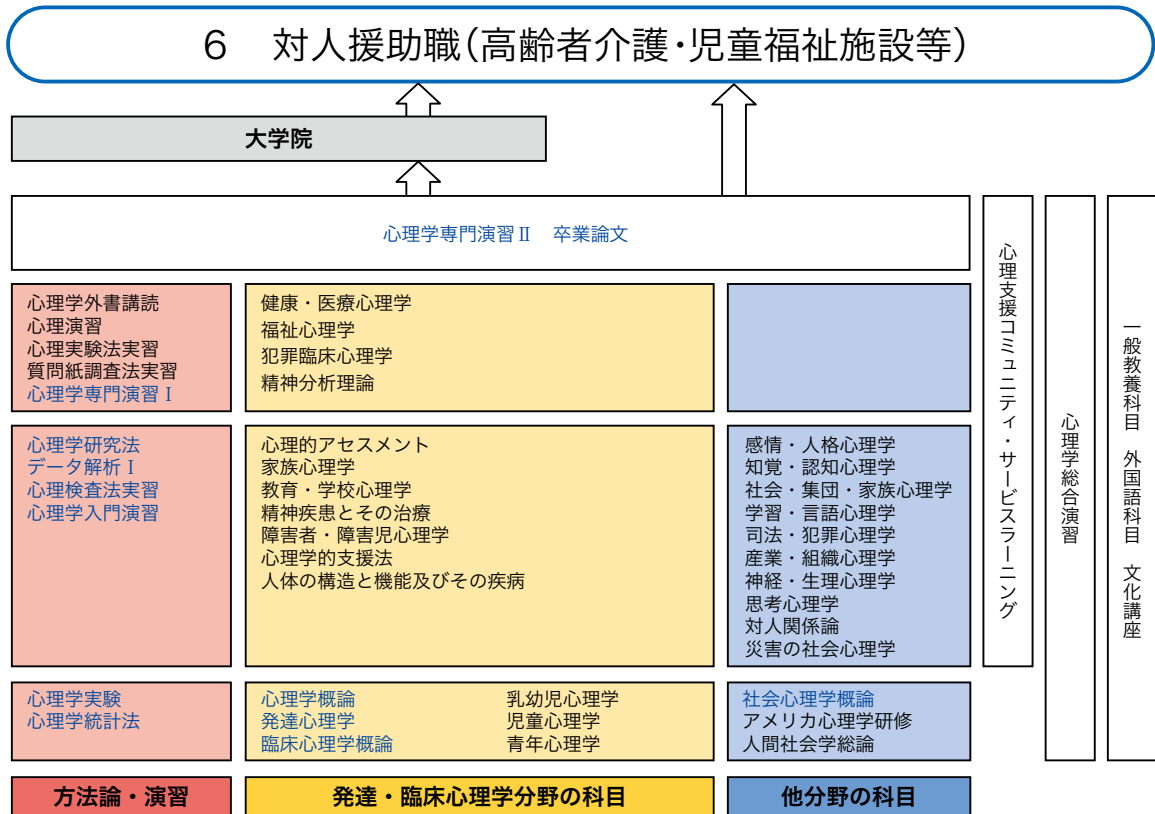 6 対人援助職(高齢者介護・児童福祉施設等)
大学院
心理学専門演習Ⅱ 卒業論文
心理学外書講読
心理演習
心理実験法実習
質問紙調査法実習
心理学専門演習Ⅰ
健康・医療心理学
福祉心理学
犯罪臨床心理学
精神分析理論
心理学研究法
データ解析Ⅰ
心理検査法実習
心理学入門演習
心理的アセスメント
家族心理学
教育・学校心理学
精神疾患とその治療
障害者・障害児心理学
心理学的支援法
人体の構造と機能及びその疾病
感情・人格心理学
知覚・認知心理学
社会・集団・家族心理学
学習・言語心理学
司法・犯罪心理学
産業・組織心理学
神経・生理心理学
思考心理学
対人関係論
災害の社会心理学
心理学実験
心理学統計法
心理学概論
発達心理学
臨床心理学概論
乳幼児心理学
児童心理学
青年心理学
社会心理学概論
アメリカ心理学研修
人間社会学総論
方法論・演習
発達・臨床心理学分野の科目
他分野の科目
心理支援コミュニティ・サービスラーニング
心理学総合演習
一般教養科目 外国語科目 文化講座